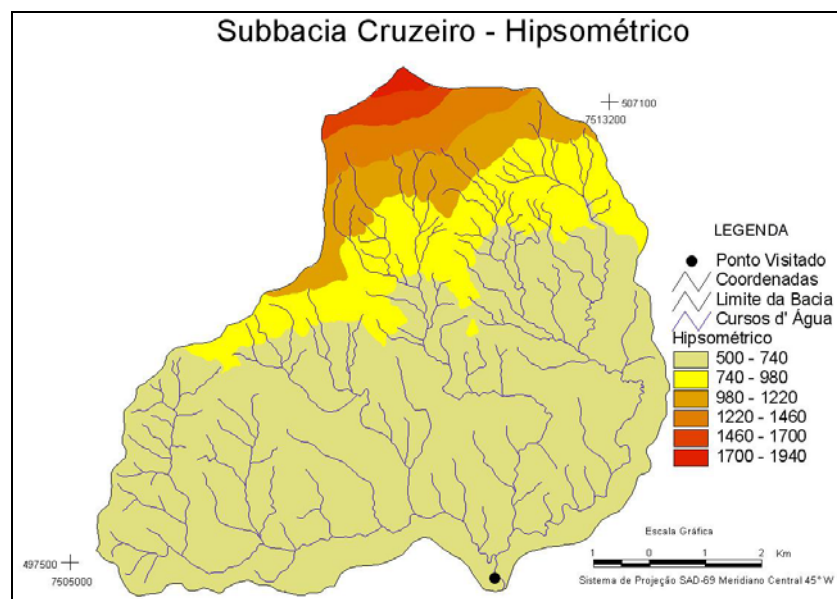 Subbacia Cruzeiro - Hipsométrico
507100
7513200
LEGENDA
Ponto Visitado
Coordenadas
Limite da Bacia
Cursos d' Água
Hipsométrico
500 - 740
740 - 980
980 - 1220
1220 - 1460
1460 - 1700
1700 - 1940
497500
7505000
Escala Gráfica
1 0 1 2 Km
Sistema de Projeção SAD-69 Meridiano Central 45° W